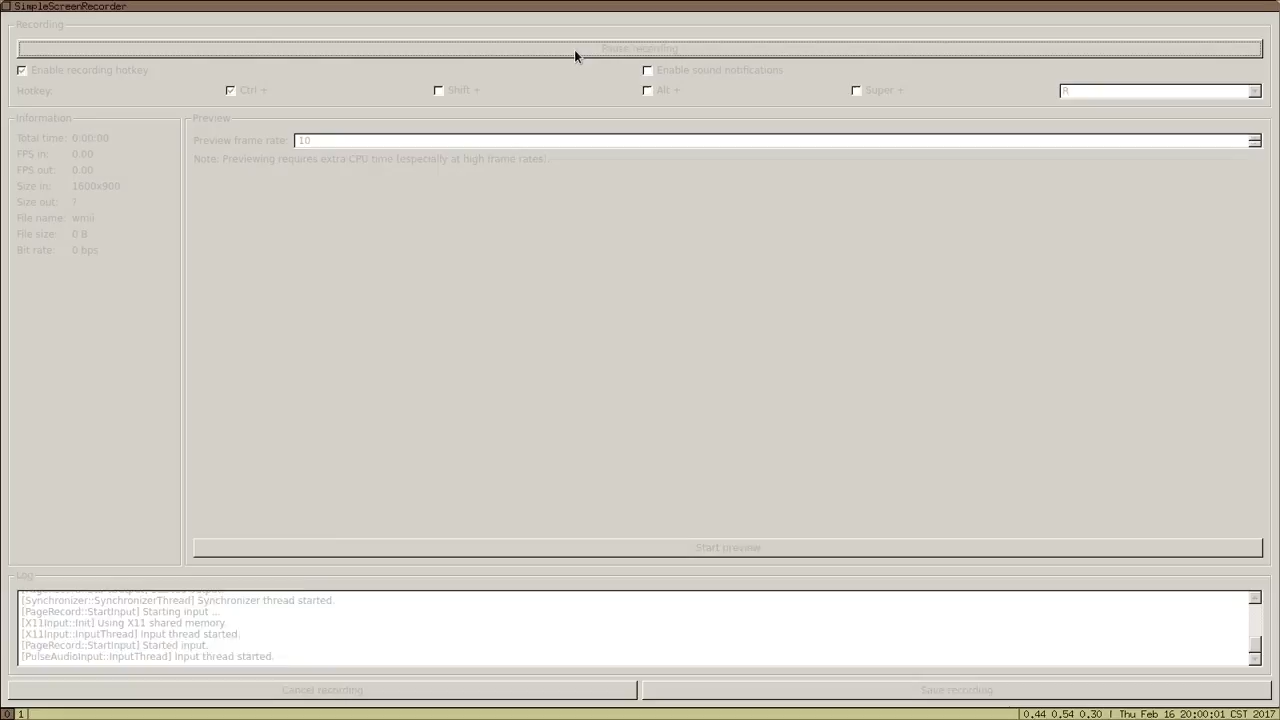 SimpleScreenRecorder
Recording
Pause recording
Enable recording hotkey
Enable sound notifications
Hotkey:
Ctrl +
Shift +
Alt +
Super +
R
Information
Total time: 0:00:00
FPS in: 0.00
FPS out: 0.00
Size in: 1600x900
Size out: ?
File name: wmii
File size: 0 B
Bit rate: 0 bps
Preview
Preview frame rate: 10
Note: Previewing requires extra CPU time (especially at high frame rates).
Start preview
Log
[Synchronizer::SynchronizerThread] Synchronizer thread started.
[PageRecord::StartInput] Starting input ...
[X11Input::Init] Using X11 shared memory.
[X11Input::InputThread] Input thread started.
[PageRecord::StartInput] Started input.
[PulseAudioInput::InputThread] Input thread started.
Cancel recording
Save recording
0 1
0.44 0.54 0.30 | Thu Feb 16 20:00:01 CST 2017